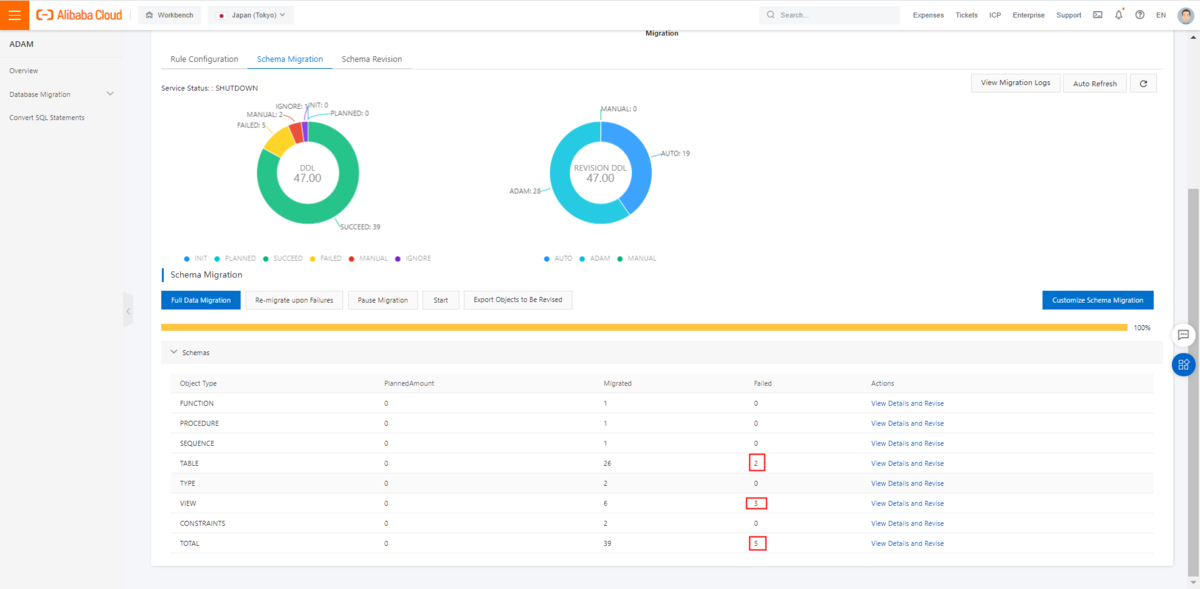 Alibaba Cloud
Workbench
Japan (Tokyo)
Search...
Expenses Tickets ICP Enterprise Support
EN
ADAM
Overview
Database Migration
Convert SQL Statements
Migration
Rule Configuration
Schema Migration
Schema Revision
Service Status: : SHUTDOWN
View Migration Logs
Auto Refresh
IGNORE: 1
INIT: 0
MANUAL: 2
PLANNED: 0
FAILED: 5
DDL
47.00
SUCCEED: 39
MANUAL: 0
AUTO: 19
REVISION DDL
47.00
ADAM: 28
INIT PLANNED SUCCEED FAILED MANUAL IGNORE
AUTO ADAM MANUAL
Schema Migration
Full Data Migration
Re-migrate upon Failures
Pause Migration
Start
Export Objects to Be Revised
Customize Schema Migration
100%
Schemas
Object Type PlannedAmount Migrated Failed Actions
FUNCTION 0 1 0 View Details and Revise
PROCEDURE 0 1 0 View Details and Revise
SEQUENCE 0 1 0 View Details and Revise
TABLE 0 26 2 View Details and Revise
TYPE 0 2 0 View Details and Revise
VIEW 0 6 3 View Details and Revise
CONSTRAINTS 0 2 0 View Details and Revise
TOTAL 0 39 5 View Details and Revise